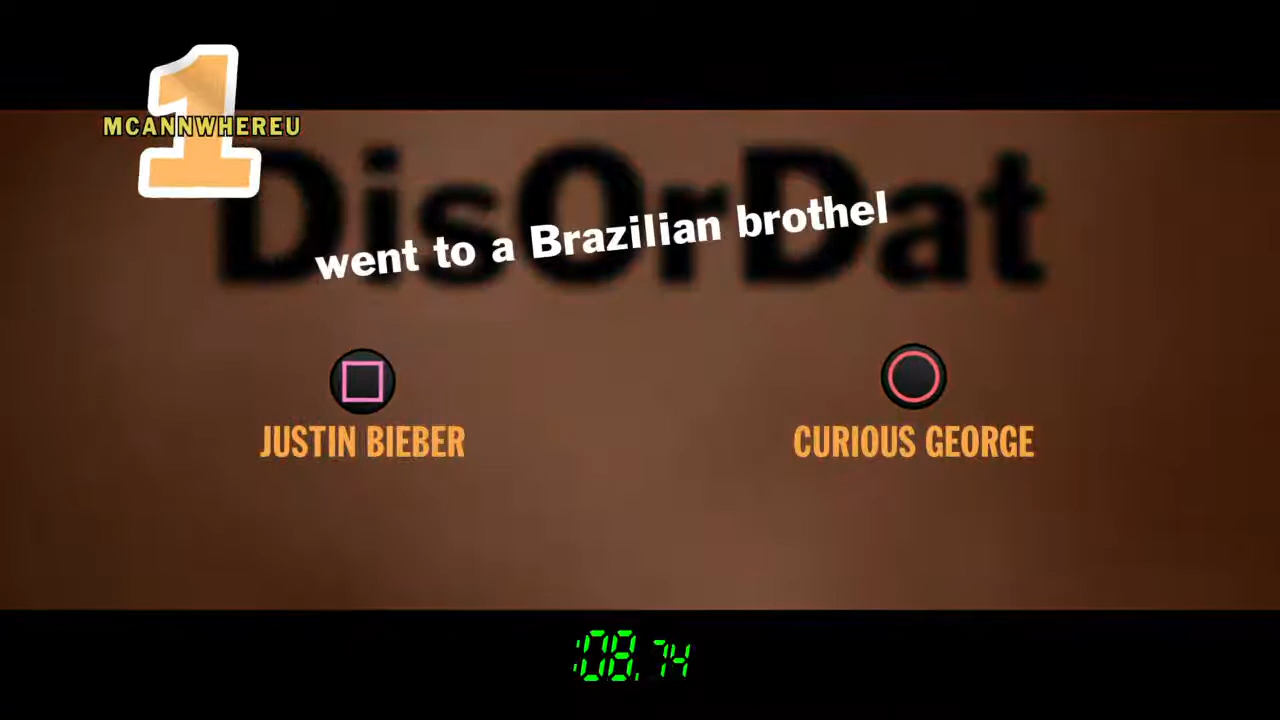 1
MCANNWHEREU
DisOrDat
went to a Brazilian brothel
JUSTIN BIEBER
CURIOUS GEORGE
:08.74